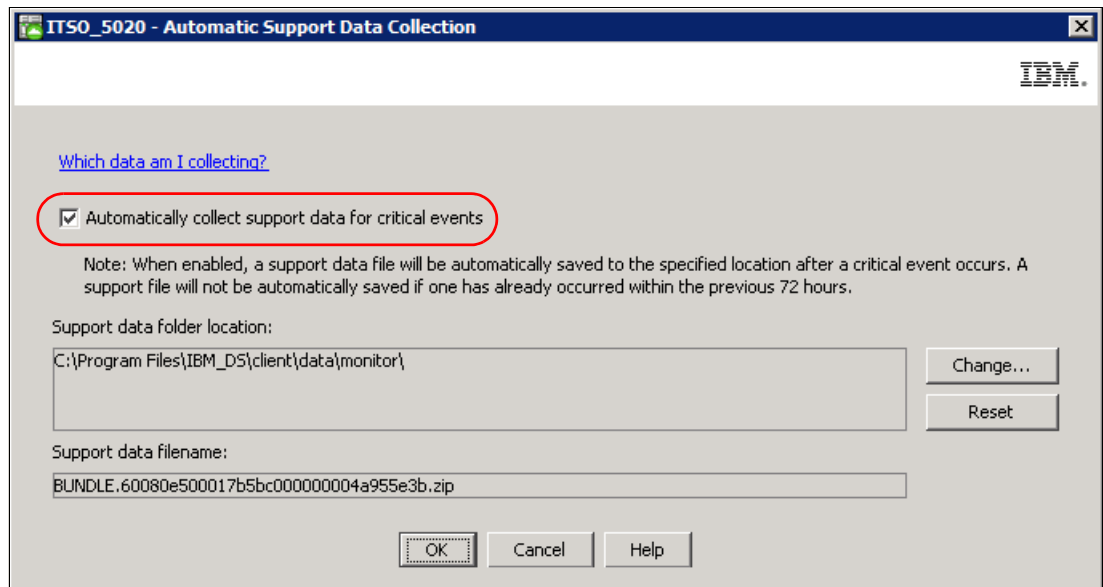 ITSO_5020 - Automatic Support Data Collection
IBM.
Which data am I collecting?
Automatically collect support data for critical events
Note: When enabled, a support data file will be automatically saved to the specified location after a critical event occurs. A
support file will not be automatically saved if one has already occurred within the previous 72 hours.
Support data folder location:
C:\Program Files\IBM_DS\client\data\monitor\
Change...
Reset
Support data filename:
BUNDLE.60080e500017b5bc000000004a955e3b.zip
OK Cancel Help